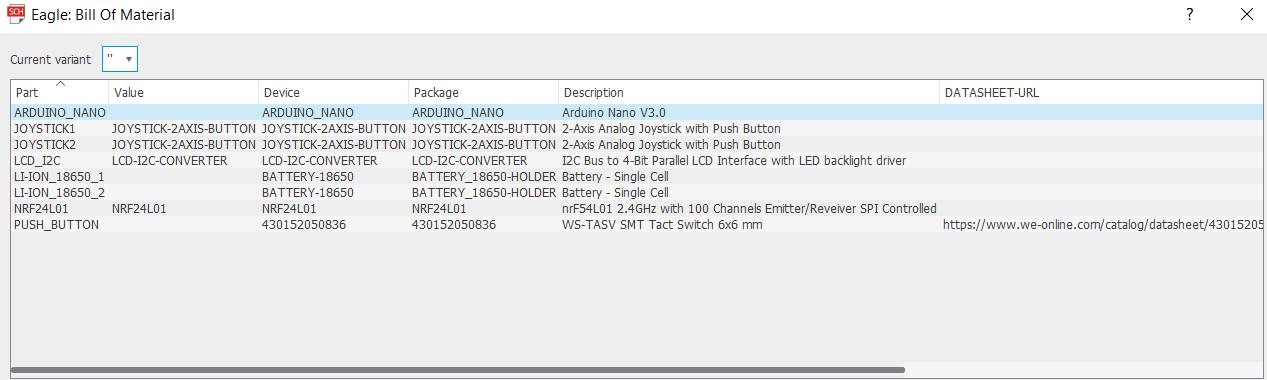 SCH Eagle: Bill Of Material ?
Current variant ''
Part Value Device Package Description DATASHEET-URL
ARDUINO_NANO ARDUINO_NANO ARDUINO_NANO Arduino Nano V3.0
JOYSTICK1 JOYSTICK-2AXIS-BUTTON JOYSTICK-2AXIS-BUTTON JOYSTICK-2AXIS-BUTTON 2-Axis Analog Joystick with Push Button
JOYSTICK2 JOYSTICK-2AXIS-BUTTON JOYSTICK-2AXIS-BUTTON JOYSTICK-2AXIS-BUTTON 2-Axis Analog Joystick with Push Button
LCD_I2C LCD-I2C-CONVERTER LCD-I2C-CONVERTER LCD-I2C-CONVERTER I2C Bus to 4-Bit Parallel LCD Interface with LED backlight driver
LI-ION_18650_1 BATTERY-18650 BATTERY_18650-HOLDER Battery - Single Cell
LI-ION_18650_2 BATTERY-18650 BATTERY_18650-HOLDER Battery - Single Cell
NRF24L01 NRF24L01 NRF24L01 NRF24L01 nrF54L01 2.4GHz with 100 Channels Emitter/Reveiver SPI Controlled
PUSH_BUTTON 430152050836 430152050836 WS-TASV SMT Tact Switch 6x6 mm https://www.we-online.com/catalog/datasheet/43015205